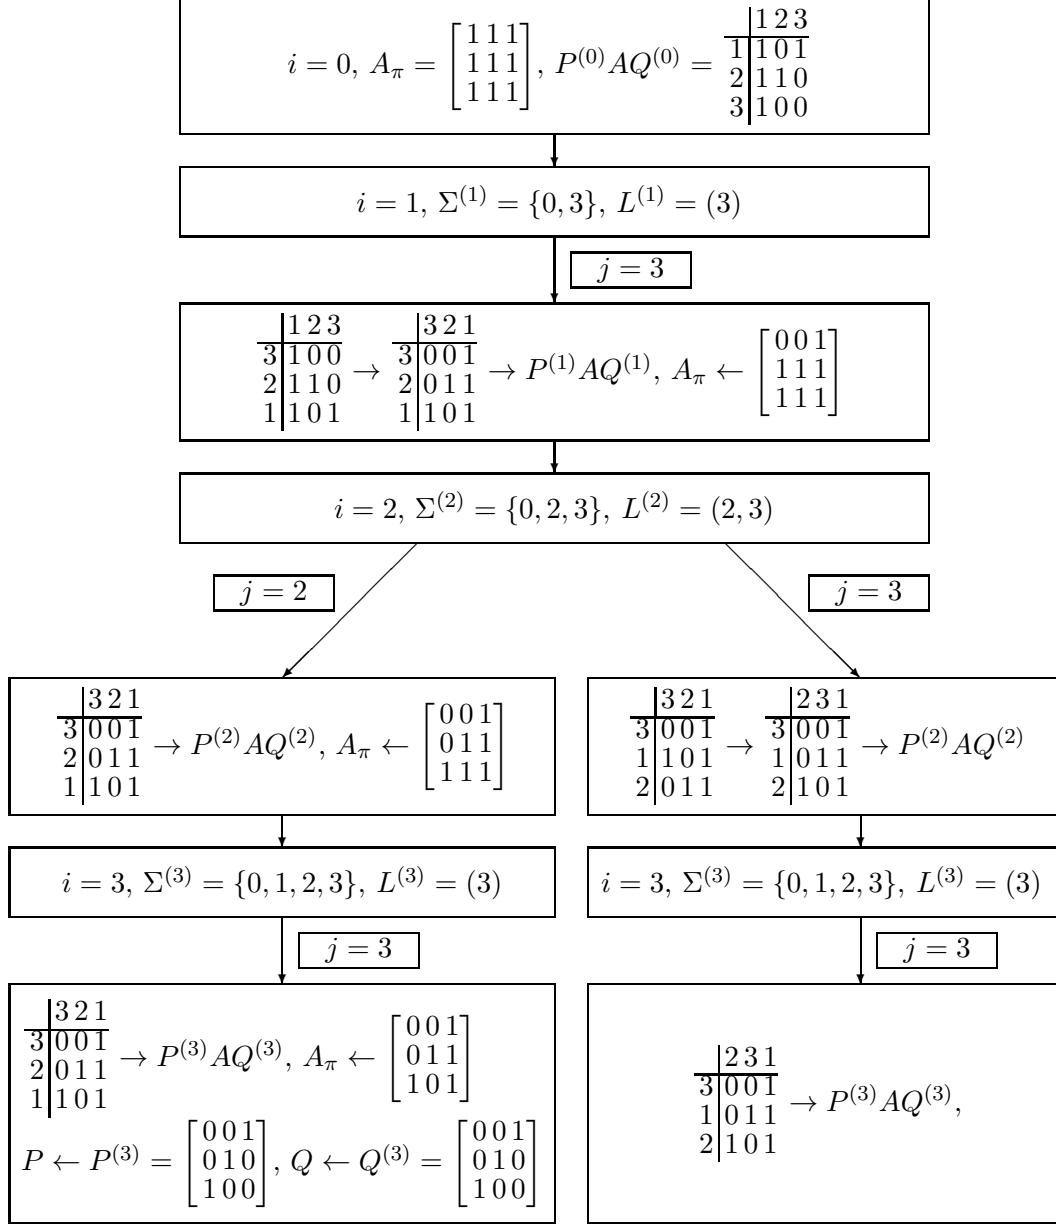 1 2 3
1 1 1 1 1 0 1
i = 0, A_π = 1 1 1 , P^(0)AQ^(0) = 2 1 1 0
1 1 1 3 1 0 0
i = 1, Σ^(1) = {0, 3}, L^(1) = (3)
j = 3
1 2 3 3 2 1
3 1 0 0 3 0 0 1 0 0 1
2 1 1 0 → 2 0 1 1 → P^(1)AQ^(1), A_π ← 1 1 1
1 1 0 1 1 1 0 1 1 1 1
i = 2, Σ^(2) = {0, 2, 3}, L^(2) = (2, 3)
j = 2
j = 3
3 2 1
3 0 0 1 0 0 1
2 0 1 1 → P^(2)AQ^(2), A_π ← 0 1 1
1 1 0 1 1 1 1
3 2 1 2 3 1
3 0 0 1 3 0 0 1
1 1 0 1 → 1 0 1 1 → P^(2)AQ^(2)
2 0 1 1 2 1 0 1
i = 3, Σ^(3) = {0, 1, 2, 3}, L^(3) = (3)
i = 3, Σ^(3) = {0, 1, 2, 3}, L^(3) = (3)
j = 3
j = 3
3 2 1
3 0 0 1 0 0 1
2 0 1 1 → P^(3)AQ^(3), A_π ← 0 1 1
1 1 0 1 1 0 1
0 0 1 0 0 1
P ← P^(3) = 0 1 0 , Q ← Q^(3) = 0 1 0
1 0 0 1 0 0
2 3 1
3 0 0 1
1 0 1 1 → P^(3)AQ^(3),
2 1 0 1